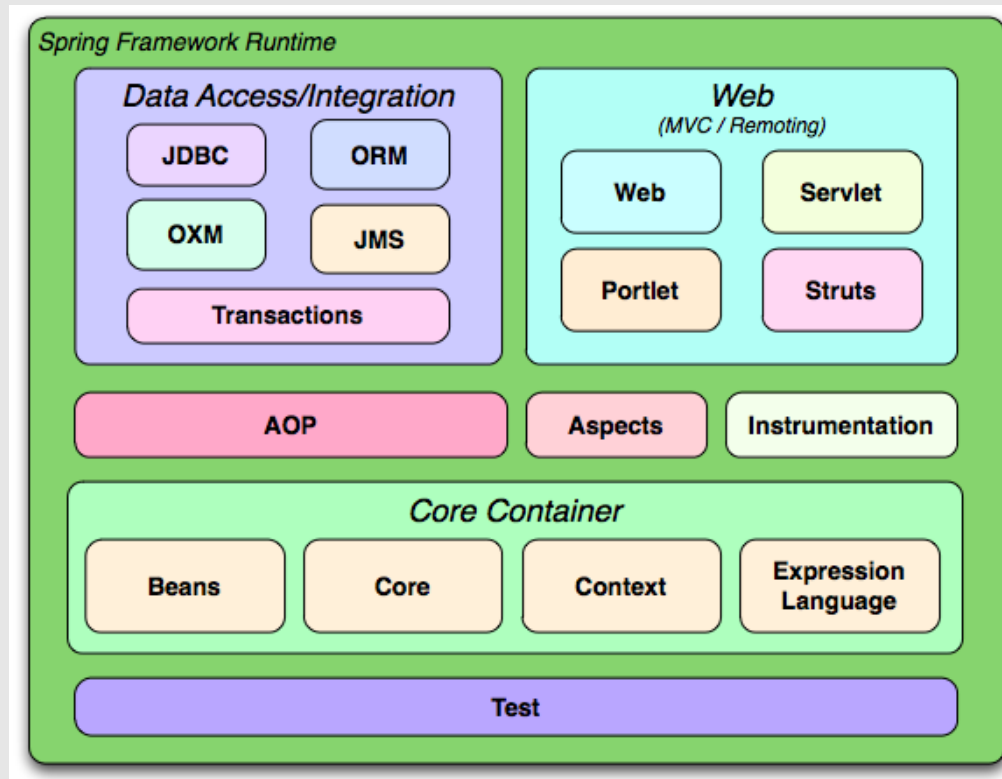 Spring Framework Runtime
Data Access/Integration
JDBC
ORM
OXM
JMS
Transactions
Web
(MVC / Remoting)
Web
Servlet
Portlet
Struts
AOP
Aspects
Instrumentation
Core Container
Beans
Core
Context
Expression
Language
Test